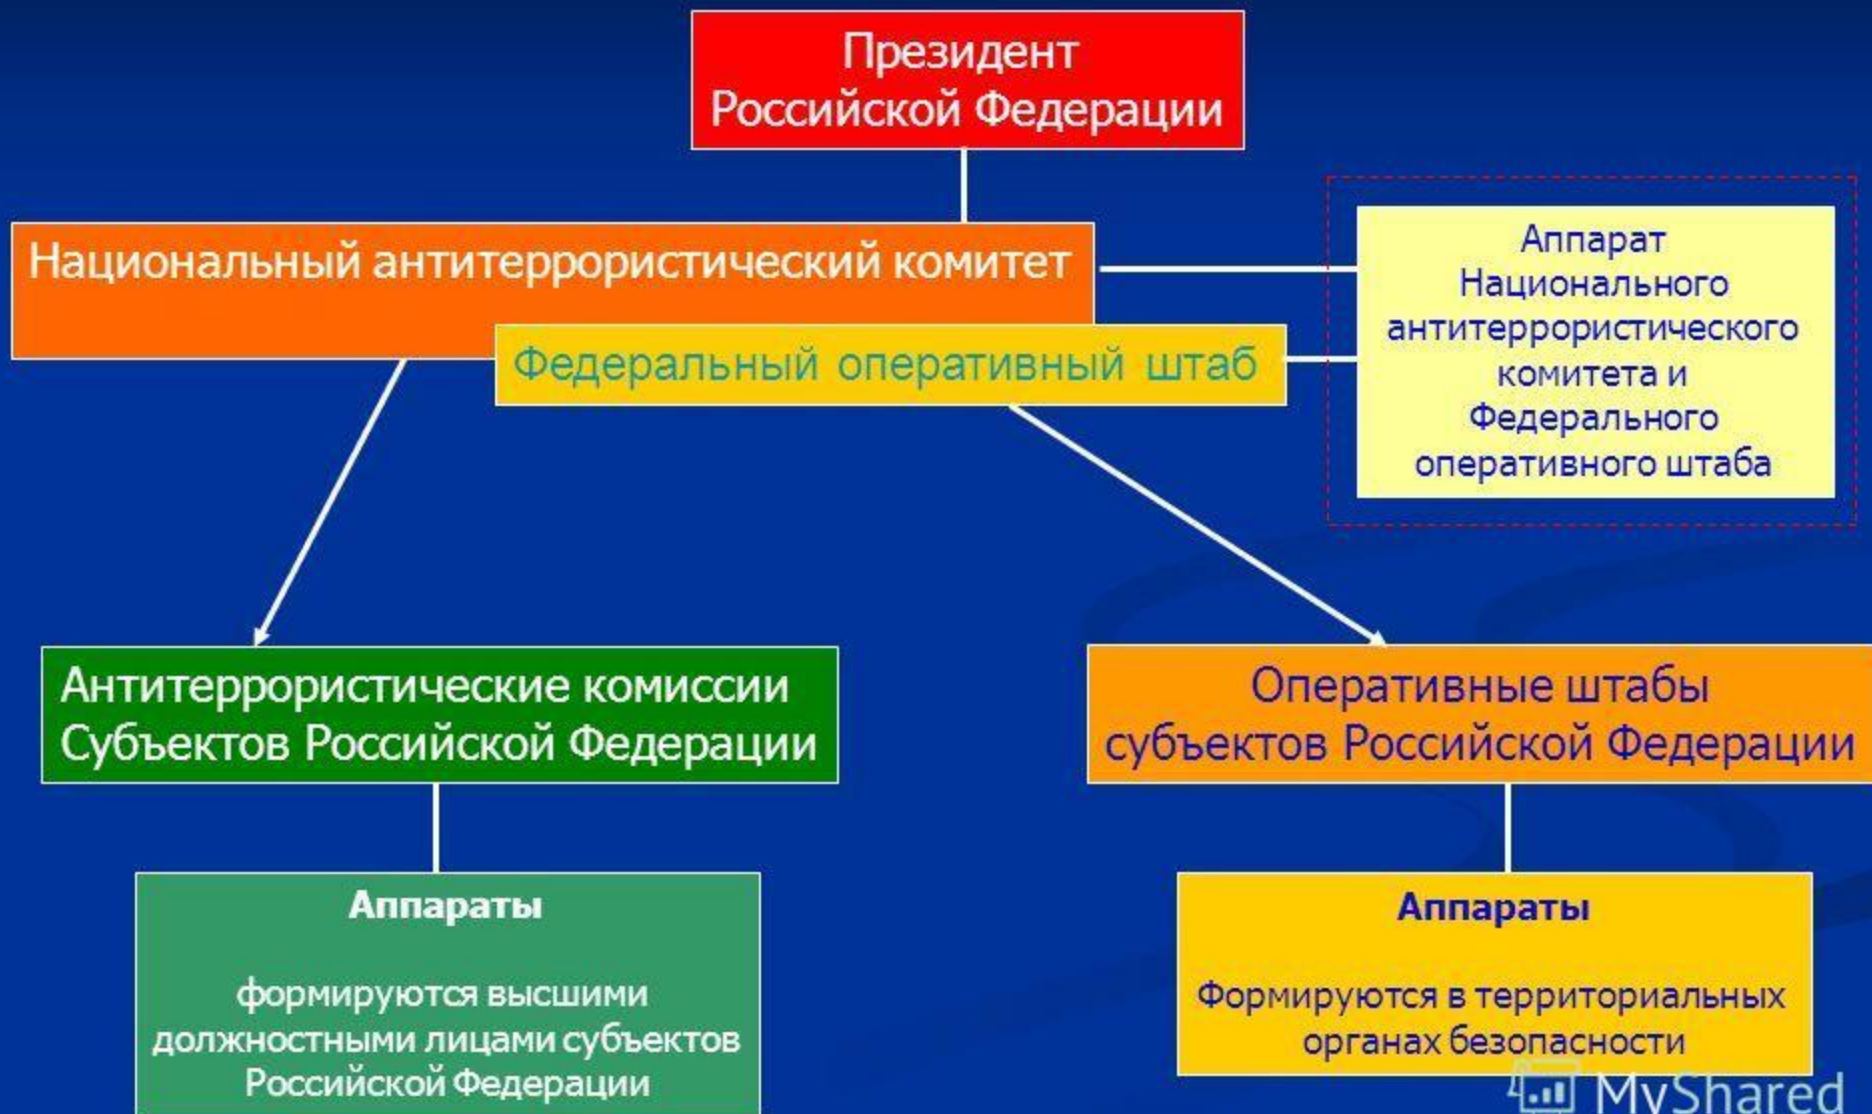 Президент
Российской Федерации
Национальный антитеррористический комитет
Федеральный оперативный штаб
Аппарат
Национального
антитеррористического
комитета и
Федерального
оперативного штаба
Антитеррористические комиссии
Субъектов Российской Федерации
Оперативные штабы
субъектов Российской Федерации
Аппараты
формируются высшими
должностными лицами субъектов
Российской Федерации
Аппараты
Формируются в территориальных
органах безопасности
MyShared